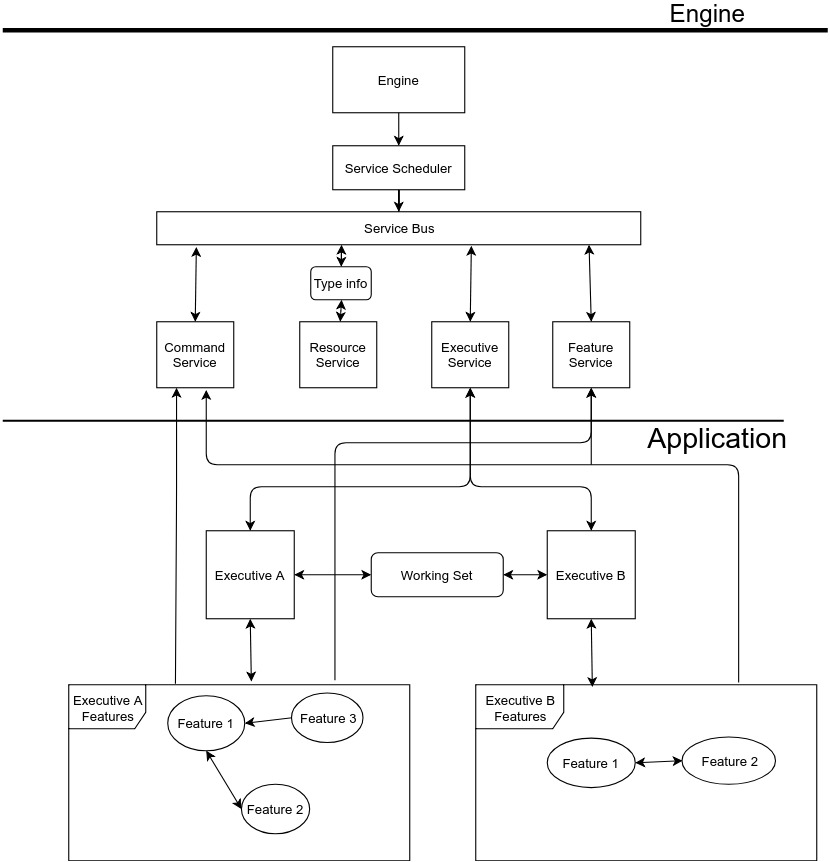 Engine
Engine
Service Scheduler
Service Bus
Type info
Command
Service
Resource
Service
Executive
Service
Feature
Service
Application
Executive A
Working Set
Executive B
Executive A
Features
Feature 1
Feature 3
Feature 2
Executive B
Features
Feature 1
Feature 2